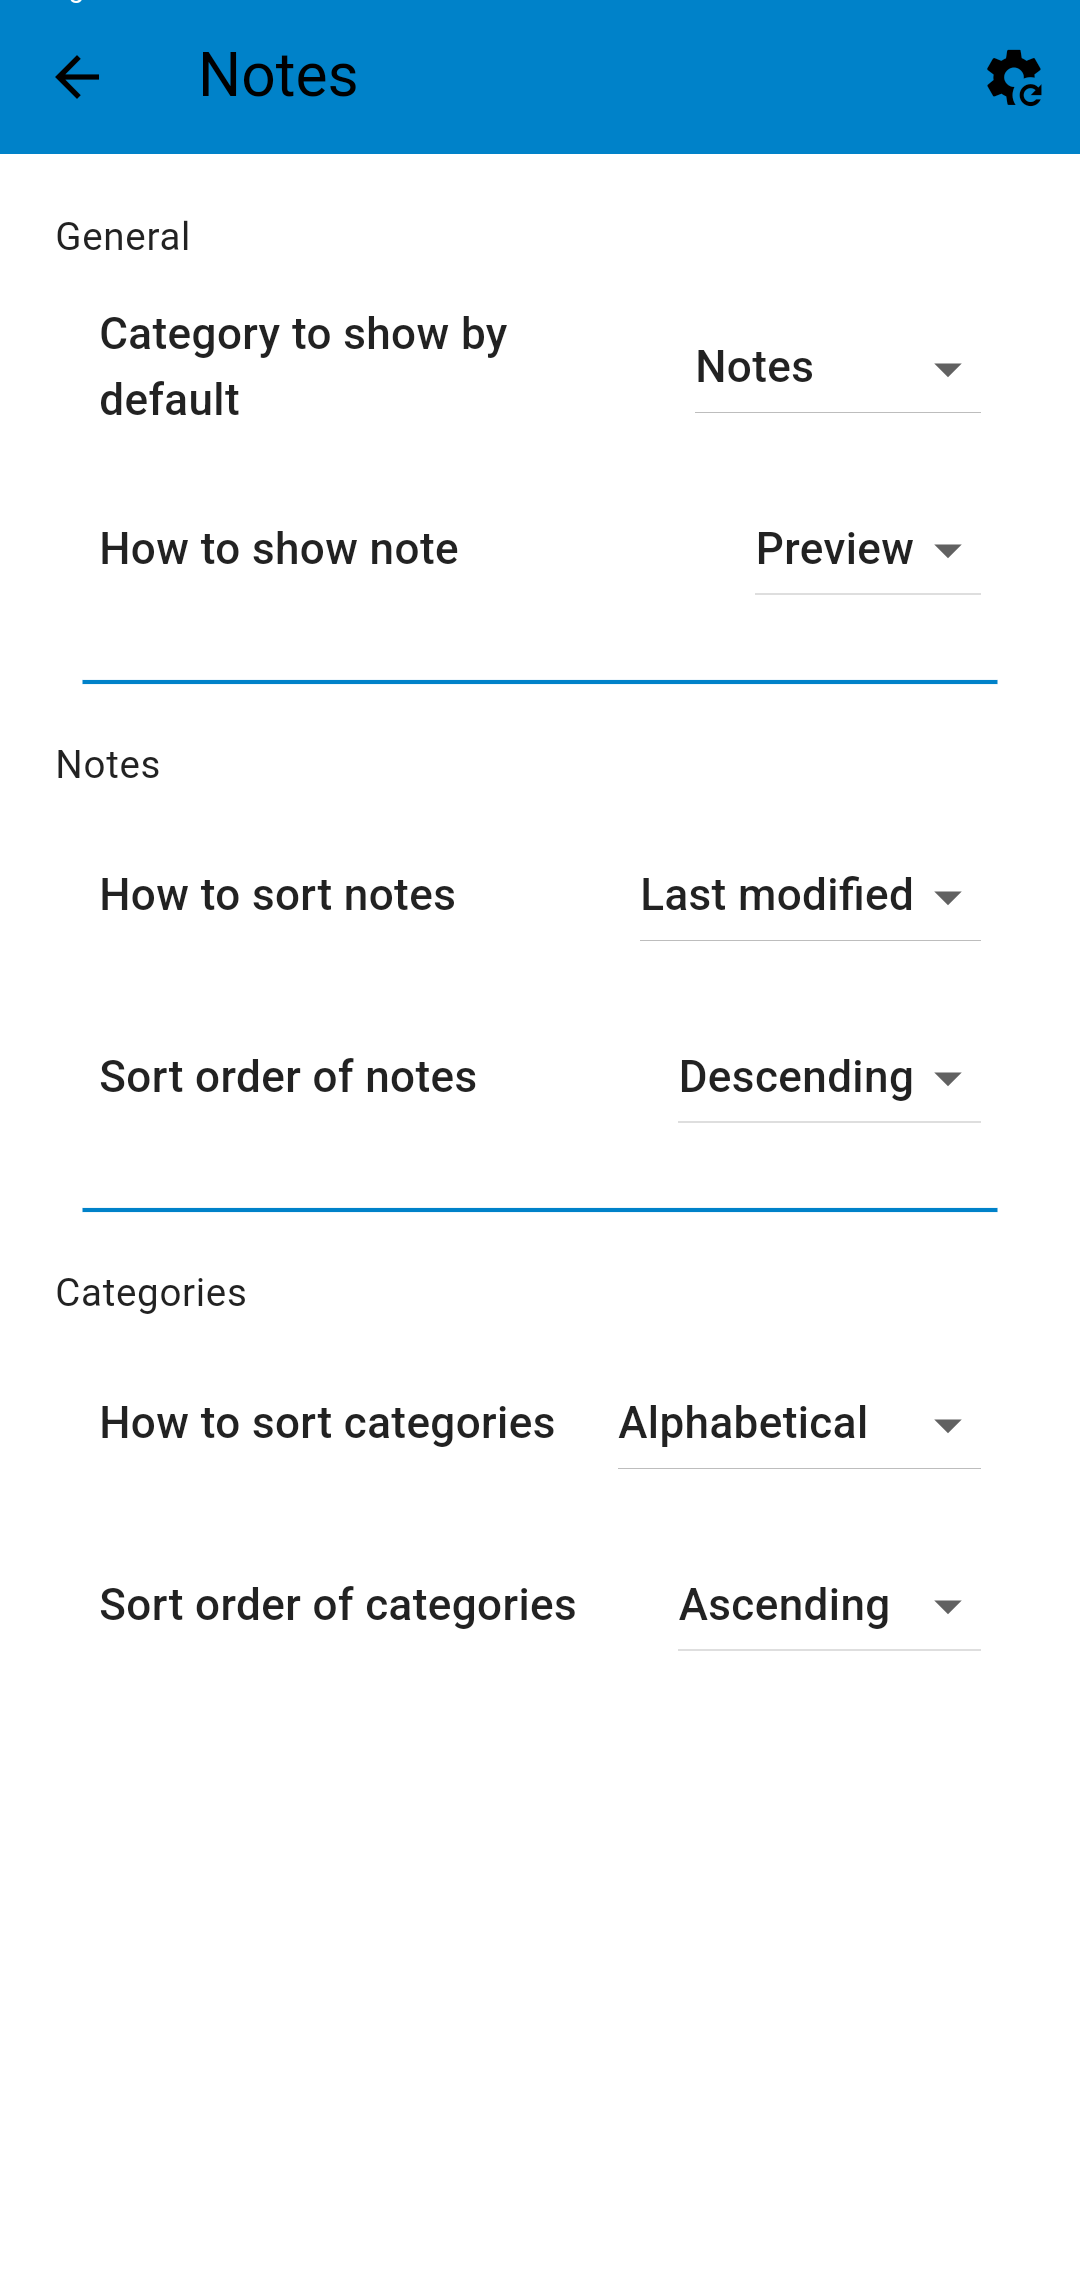 Notes
General
Category to show by
default
Notes
How to show note
Preview
Notes
How to sort notes
Last modified
Sort order of notes
Descending
Categories
How to sort categories
Alphabetical
Sort order of categories
Ascending